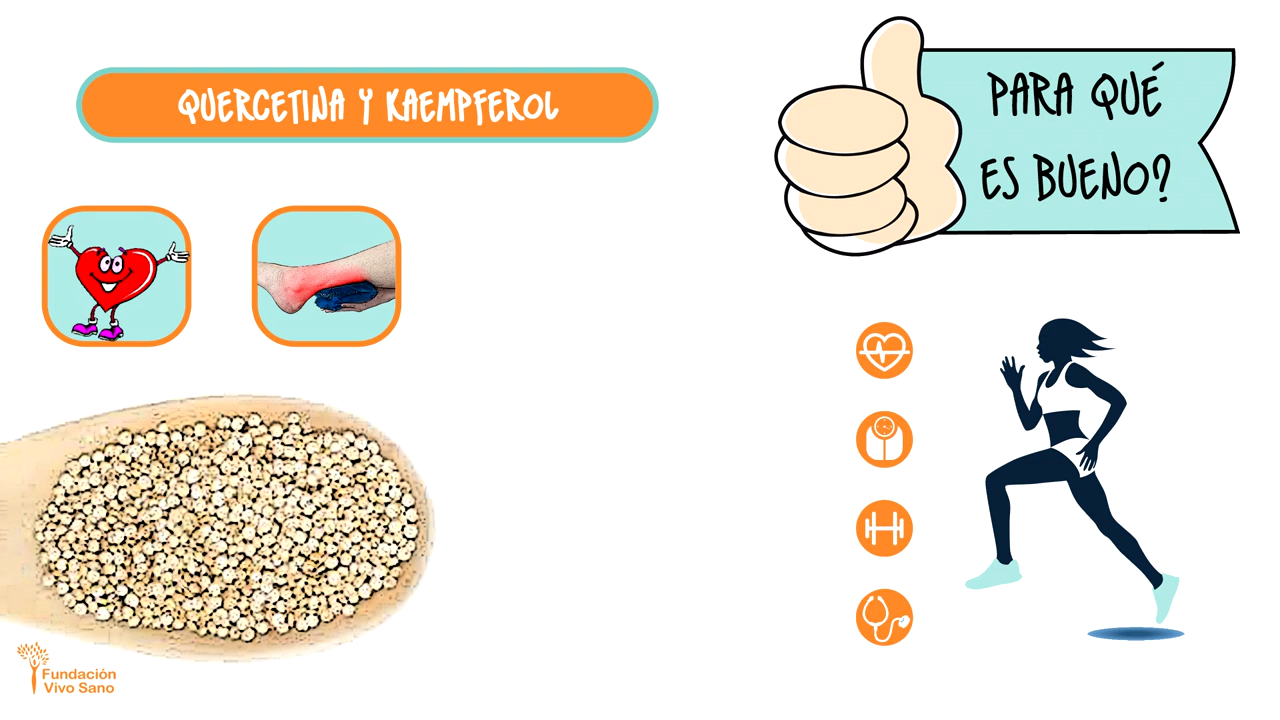 QUERCETINA Y KAEMPFEROL
PARA QUÉ
ES BUENO?
Fundación
Vivo Sano